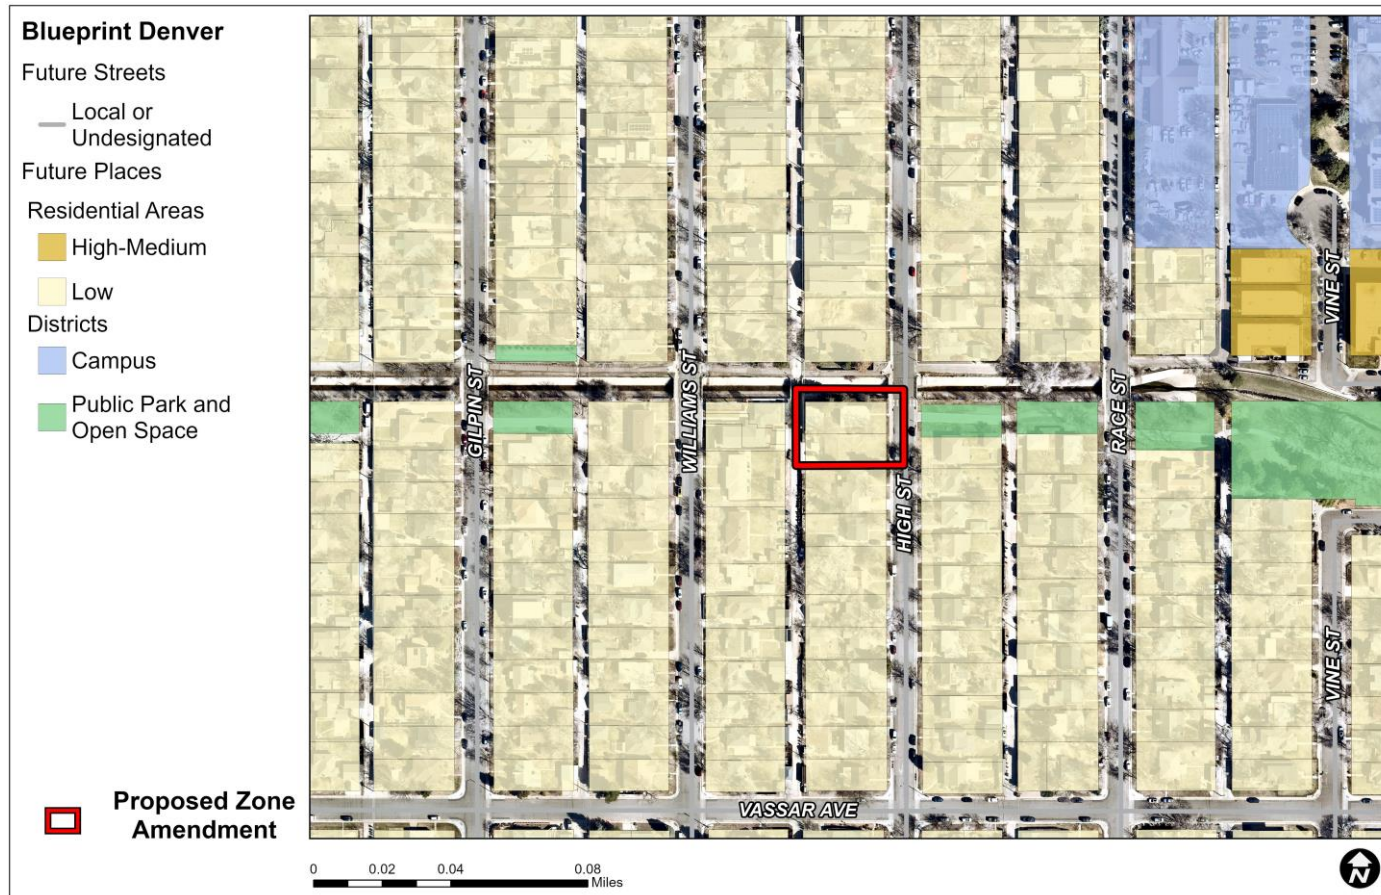 Blueprint Denver
Future Streets
Local or
Undesignated
Future Places
Residential Areas
High-Medium
Low
Districts
Campus
Public Park and
Open Space
Proposed Zone
Amendment
GILPIN ST
WILLIAMS ST
HIGH ST
RACE ST
VINE ST
VINE ST
VASSAR AVE
0 0.02 0.04 0.08
Miles
N